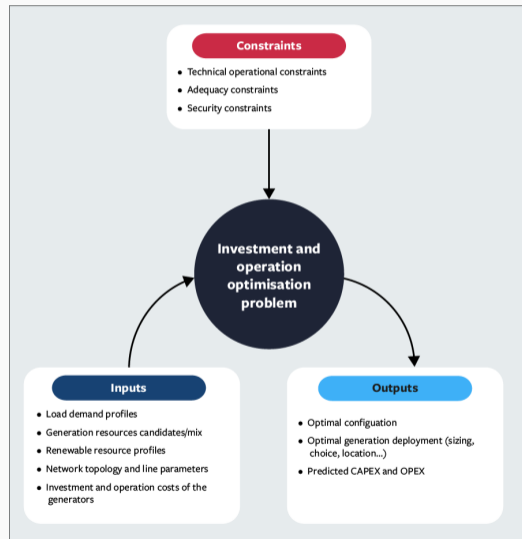 Constraints
• Technical operational constraints
• Adequacy constraints
• Security constraints
Investment and
operation
optimisation
problem
Inputs
• Load demand profiles
• Generation resources candidates/mix
• Renewable resource profiles
• Network topology and line parameters
• Investment and operation costs of the
generators
Outputs
• Optimal configuation
• Optimal generation deployment (sizing,
choice, location...)
• Predicted CAPEX and OPEX